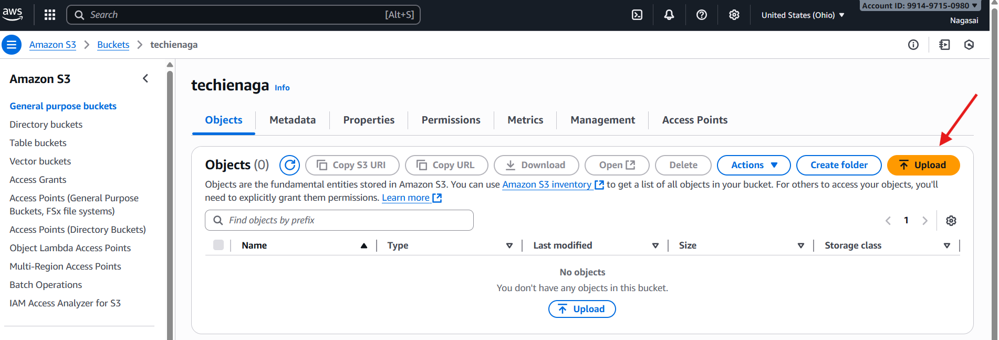 aws
Search [Alt+S]
United States (Ohio)
Account ID: 9914-9715-0980
Nagasai
Amazon S3 > Buckets > techienaga
Amazon S3
General purpose buckets
Directory buckets
Table buckets
Vector buckets
Access Grants
Access Points (General Purpose
Buckets, FSx file systems)
Access Points (Directory Buckets)
Object Lambda Access Points
Multi-Region Access Points
Batch Operations
IAM Access Analyzer for S3
techienaga Info
Objects Metadata Properties Permissions Metrics Management Access Points
Objects (0) Copy S3 URI Copy URL Download Open Delete Actions Create folder Upload
Objects are the fundamental entities stored in Amazon S3. You can use Amazon S3 inventory to get a list of all objects in your bucket. For others to access your objects, you'll
need to explicitly grant them permissions. Learn more
Find objects by prefix
1
Name Type Last modified Size Storage class
No objects
You don't have any objects in this bucket.
Upload